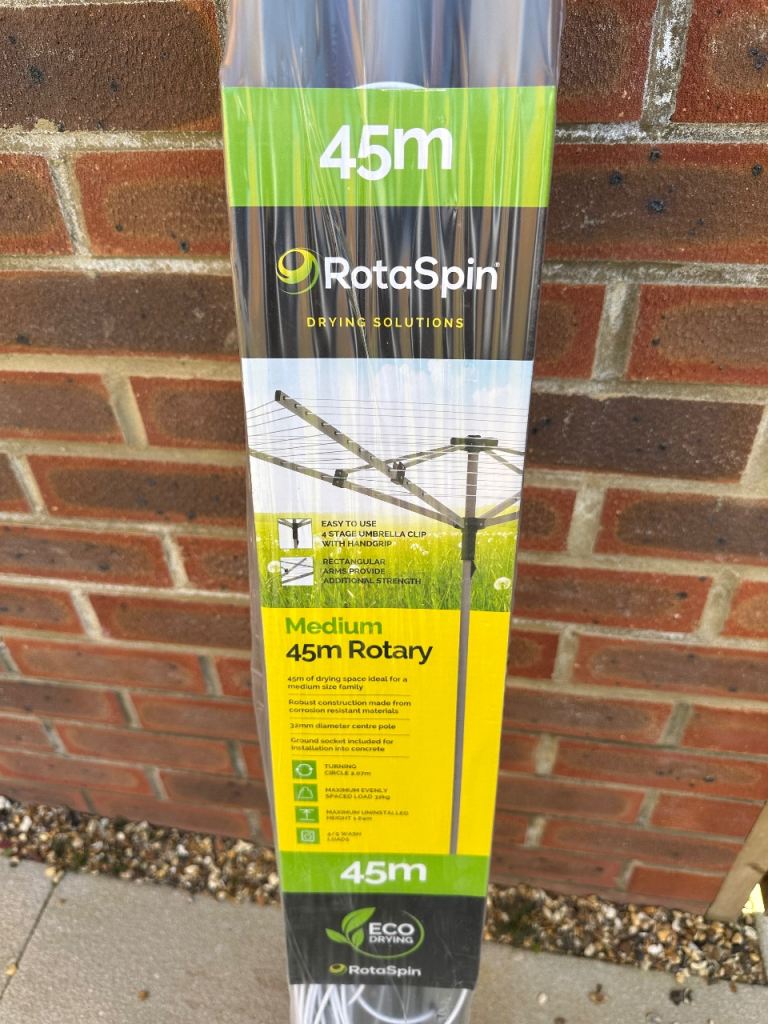 45m
RotaSpin®
DRYING SOLUTIONS
EASY TO USE
4 STAGE UMBRELLA CLIP
WITH HANDGRIP
RECTANGULAR
ARMS PROVIDE
ADDITIONAL STRENGTH
Medium
45m Rotary
45m of drying space ideal for a
medium size family
Robust construction made from
corrosion resistant materials
32mm diameter centre pole
Ground socket included for
installation into concrete
TURNING
CIRCLE
MAXIMUM EVENLY
SPACED LOAD
MAXIMUM UNINSTALLED
HEIGHT
WASH
LOADS
45m
ECO
DRYING
RotaSpin